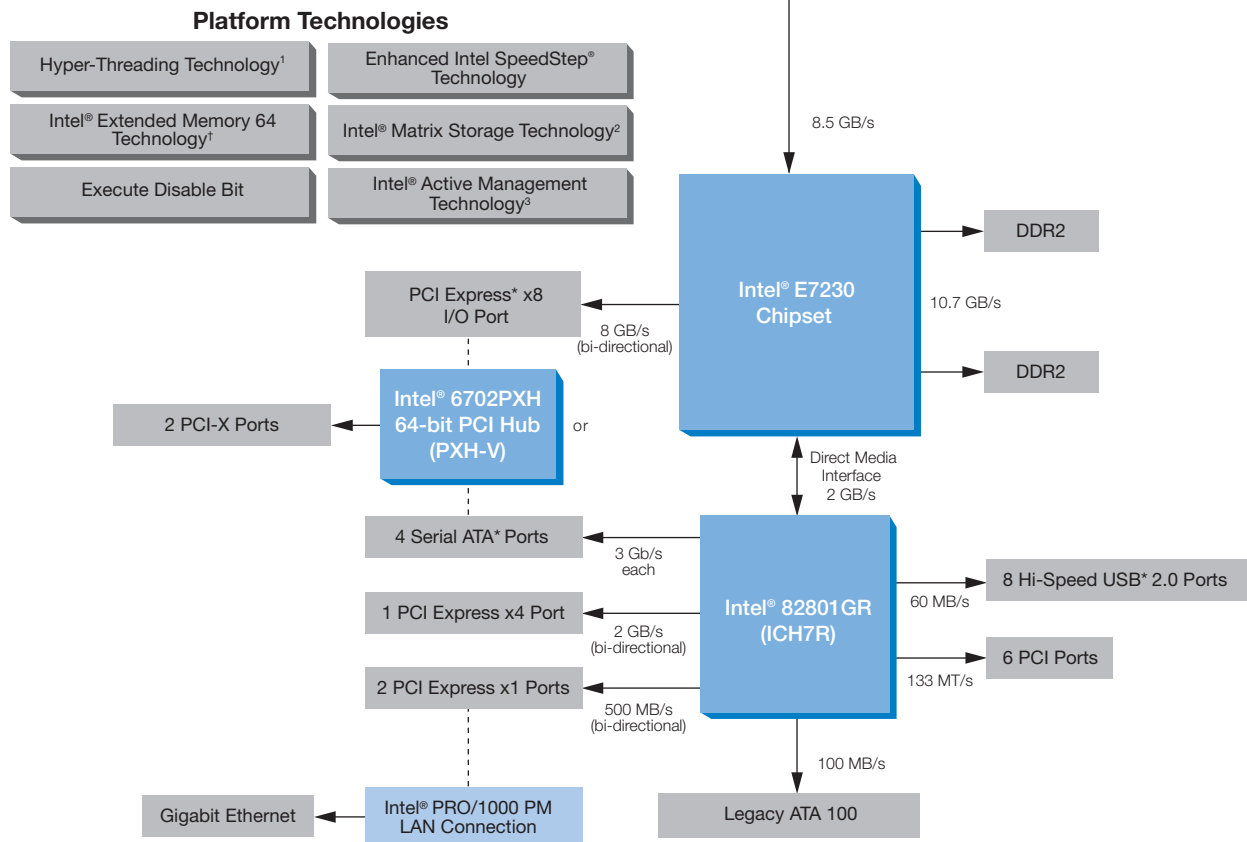 Platform Technologies
Hyper-Threading Technology¹
Enhanced Intel SpeedStep®
Technology
Intel® Extended Memory 64
Technology†
Intel® Matrix Storage Technology²
Execute Disable Bit
Intel® Active Management
Technology³
8.5 GB/s
Intel® E7230
Chipset
DDR2
10.7 GB/s
DDR2
PCI Express* x8
I/O Port
8 GB/s
(bi-directional)
Intel® 6702PXH
64-bit PCI Hub
(PXH-V)
or
2 PCI-X Ports
Direct Media
Interface
2 GB/s
4 Serial ATA* Ports
3 Gb/s
each
Intel® 82801GR
(ICH7R)
8 Hi-Speed USB* 2.0 Ports
60 MB/s
1 PCI Express x4 Port
2 GB/s
(bi-directional)
6 PCI Ports
133 MT/s
2 PCI Express x1 Ports
500 MB/s
(bi-directional)
100 MB/s
Legacy ATA 100
Intel® PRO/1000 PM
LAN Connection
Gigabit Ethernet